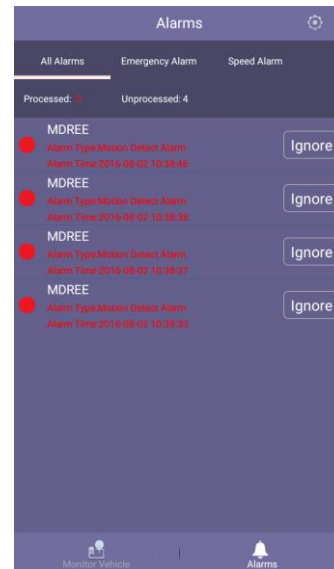 Alarms
All Alarms Emergency Alarm Speed Alarm
Processed: 0 Unprocessed: 4
MDREE
Alarm Type:Motion Detect Alarm
Alarm Time:2016-08-02 10:38:46
Ignore
MDREE
Alarm Type:Motion Detect Alarm
Alarm Time:2016-08-02 10:38:38
Ignore
MDREE
Alarm Type:Motion Detect Alarm
Alarm Time:2016-08-02 10:38:37
Ignore
MDREE
Alarm Type:Motion Detect Alarm
Alarm Time:2016-08-02 10:38:33
Ignore
Monitor Vehicle Alarms